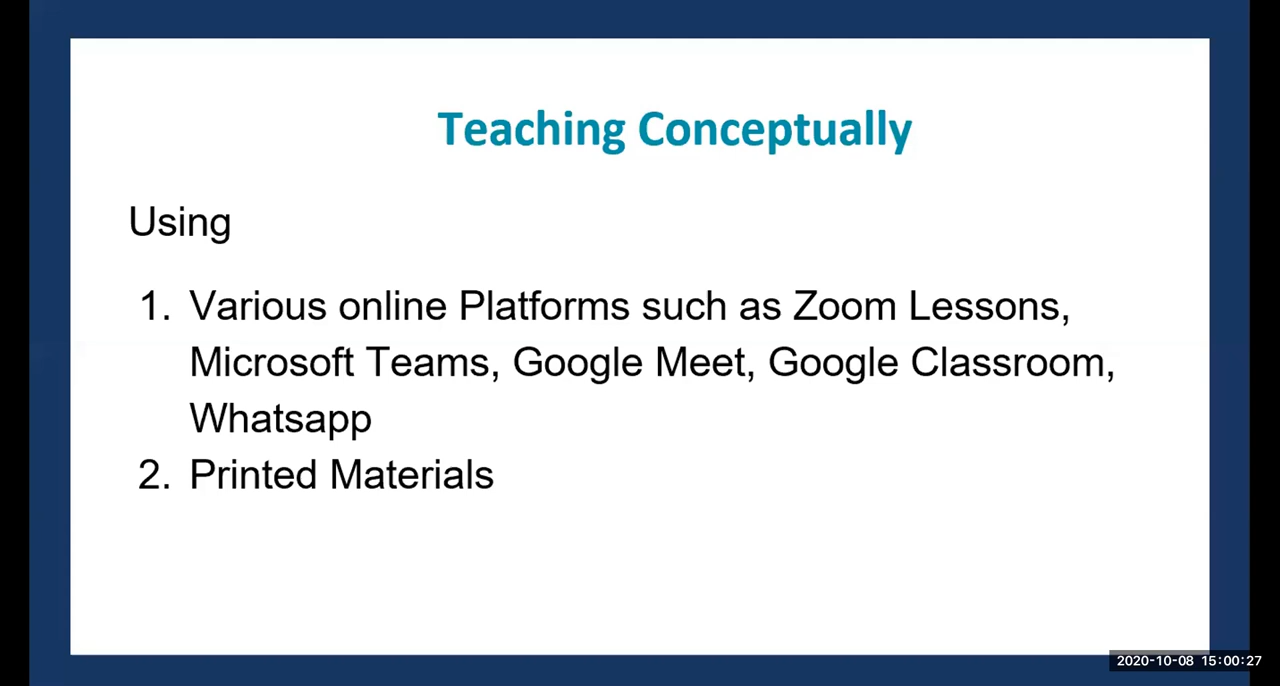 Teaching Conceptually
Using
1. Various online Platforms such as Zoom Lessons,
Microsoft Teams, Google Meet, Google Classroom,
Whatsapp
2. Printed Materials
2020-10-08 15:00:27